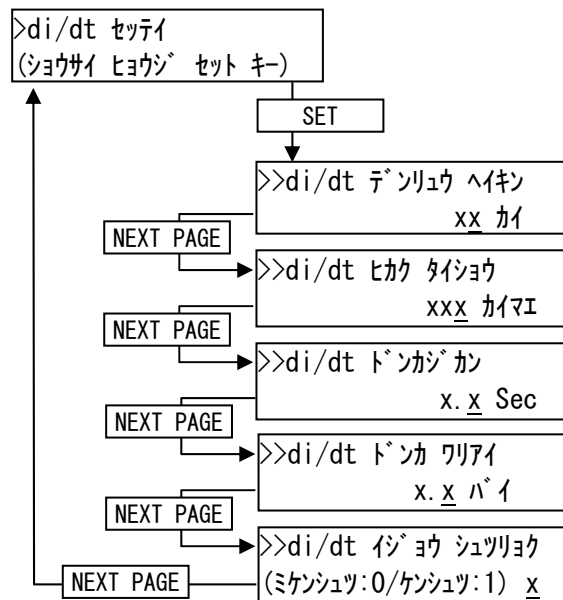 >di/dt ｾｯﾃｲ
(ｼｮｳｻｲ ﾋｮｳｼﾞ ｾｯﾄ ｷｰ)
SET
>>di/dt ﾃﾞﾝﾘｭｳ ﾍｲｷﾝ
xx ｶｲ
NEXT PAGE
>>di/dt ﾋｶｸ ﾀｲｼｮｳ
xxx ｶｲﾏｴ
NEXT PAGE
>>di/dt ﾄﾞﾝｶｼﾞｶﾝ
x.x Sec
NEXT PAGE
>>di/dt ﾄﾞﾝｶ ﾜﾘｱｲ
x.x ﾊﾞｲ
NEXT PAGE
>>di/dt ｲｼﾞｮｳ ｼｭﾂﾘｮｸ
(ﾐｹﾝｼｭﾂ:0/ｹﾝｼｭﾂ:1) x
NEXT PAGE